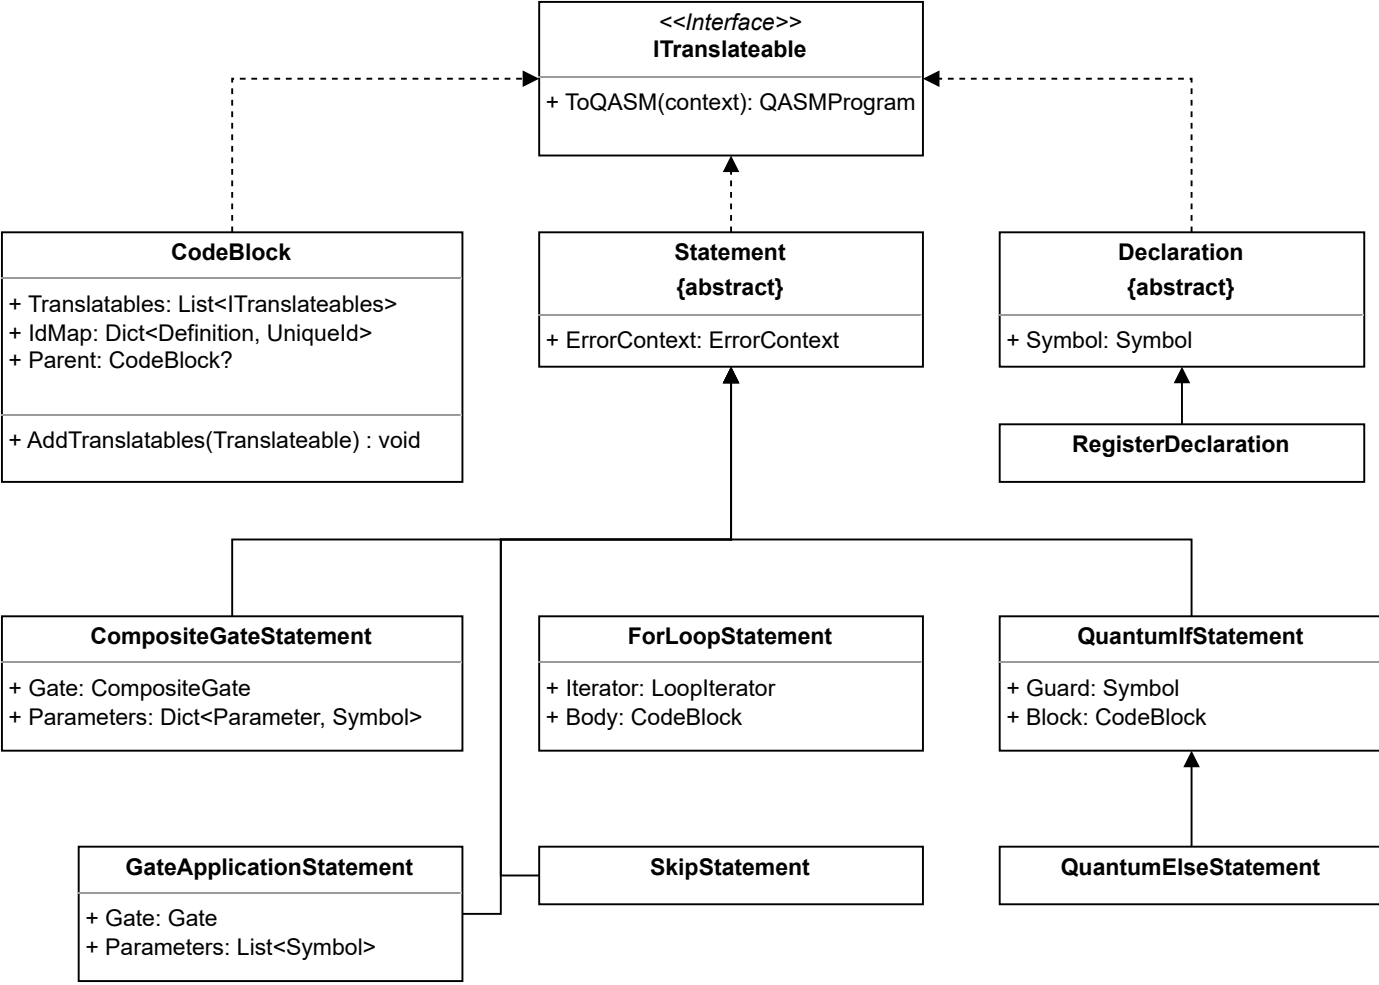 <<Interface>>
ITranslateable
+ ToQASM(context): QASMProgram
CodeBlock
+ Translatables: List<ITranslateables>
+ IdMap: Dict<Definition, UniqueId>
+ Parent: CodeBlock?
+ AddTranslatables(Translateable) : void
Statement
{abstract}
+ ErrorContext: ErrorContext
Declaration
{abstract}
+ Symbol: Symbol
RegisterDeclaration
CompositeGateStatement
+ Gate: CompositeGate
+ Parameters: Dict<Parameter, Symbol>
ForLoopStatement
+ Iterator: LoopIterator
+ Body: CodeBlock
QuantumIfStatement
+ Guard: Symbol
+ Block: CodeBlock
GateApplicationStatement
+ Gate: Gate
+ Parameters: List<Symbol>
SkipStatement
QuantumElseStatement